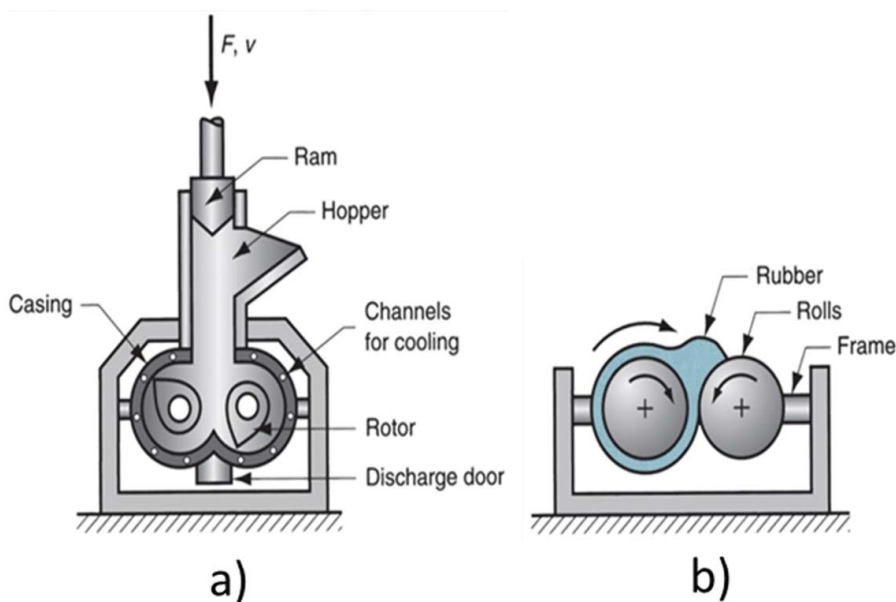 F, v
Ram
Hopper
Casing
Channels
for cooling
Rotor
Discharge door
a)
Rubber
Rolls
Frame
b)